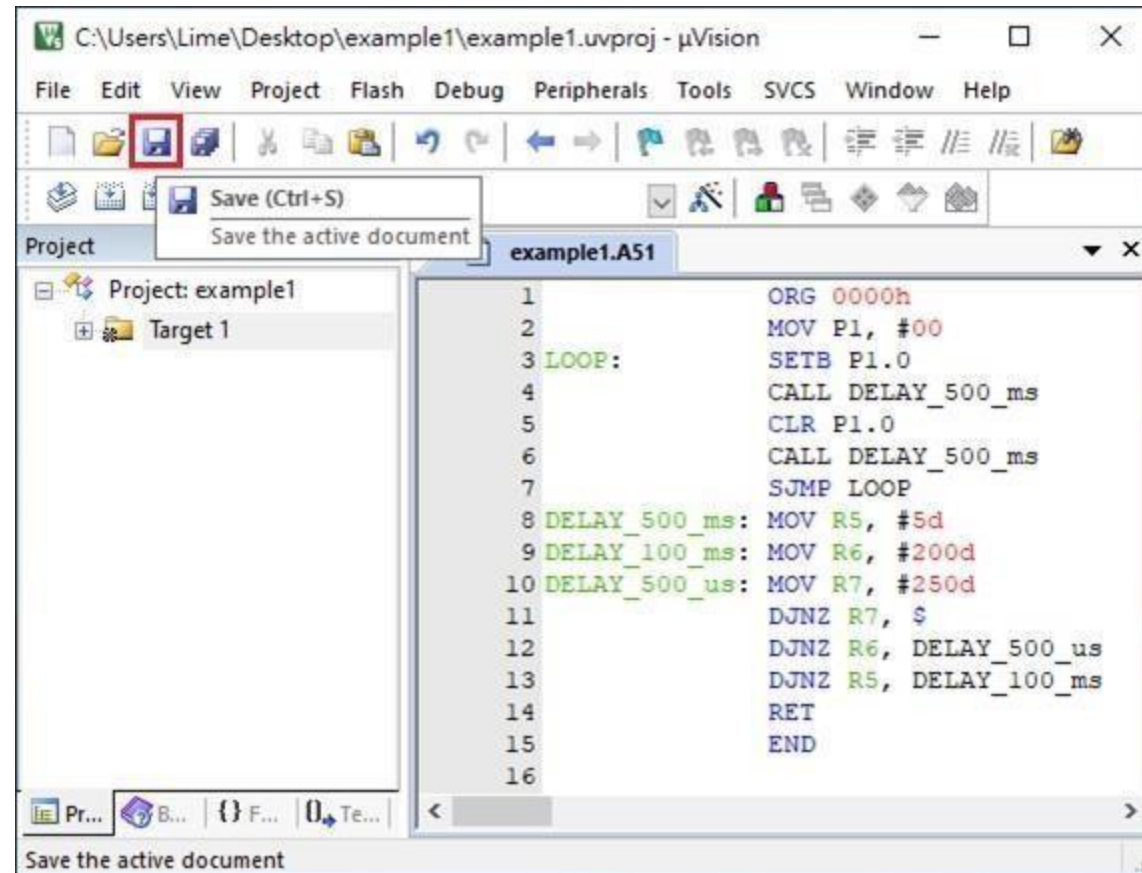 C:\Users\Lime\Desktop\example1\example1.uvproj - µVision
File Edit View Project Flash Debug Peripherals Tools SVCS Window Help
Save (Ctrl+S)
Save the active document
Project
example1.A51
Project: example1
Target 1
1 ORG 0000h
2 MOV P1, #00
3 LOOP: SETB P1.0
4 CALL DELAY_500_ms
5 CLR P1.0
6 CALL DELAY_500_ms
7 SJMP LOOP
8 DELAY_500_ms: MOV R5, #5d
9 DELAY_100_ms: MOV R6, #200d
10 DELAY_500_us: MOV R7, #250d
11 DJNZ R7, $
12 DJNZ R6, DELAY_500_us
13 DJNZ R5, DELAY_100_ms
14 RET
15 END
16
Pr... B... {} F... 0 Te...
Save the active document